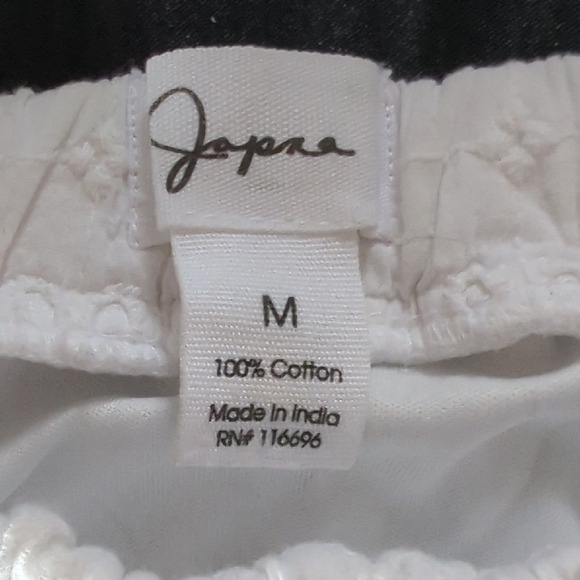 Japna
M
100% Cotton
Made in India
RN# 116696